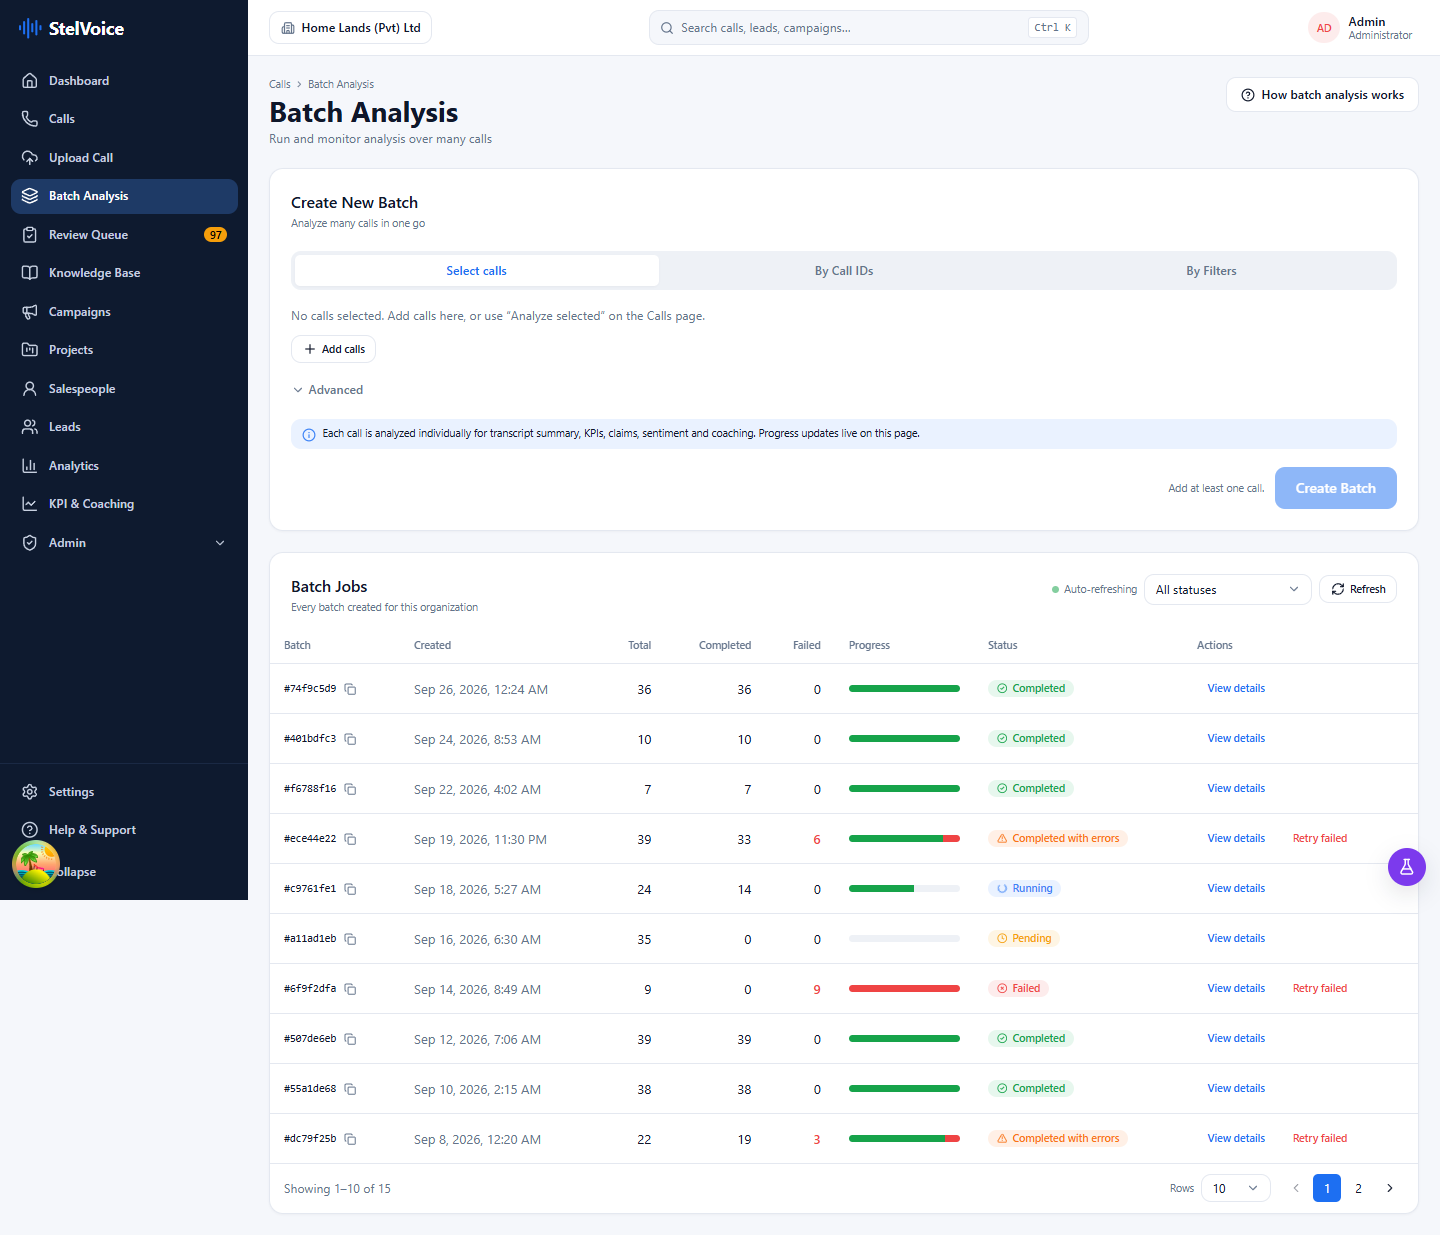 StelVoice
Home Lands (Pvt) Ltd
Search calls, leads, campaigns...
Ctrl K
AD
Admin
Administrator
Dashboard
Calls
Upload Call
Batch Analysis
Review Queue 97
Knowledge Base
Campaigns
Projects
Salespeople
Leads
Analytics
KPI & Coaching
Admin
Settings
Help & Support
ollapse
Calls > Batch Analysis
Batch Analysis
Run and monitor analysis over many calls
How batch analysis works
Create New Batch
Analyze many calls in one go
Select calls By Call IDs By Filters
No calls selected. Add calls here, or use “Analyze selected” on the Calls page.
+ Add calls
Advanced
Each call is analyzed individually for transcript summary, KPIs, claims, sentiment and coaching. Progress updates live on this page.
Add at least one call. Create Batch
Batch Jobs
Every batch created for this organization
Auto-refreshing All statuses Refresh
Batch Created Total Completed Failed Progress Status Actions
#74f9c5d9 Sep 26, 2026, 12:24 AM 36 36 0 Completed View details
#401bdfc3 Sep 24, 2026, 8:53 AM 10 10 0 Completed View details
#f6788f16 Sep 22, 2026, 4:02 AM 7 7 0 Completed View details
#ece44e22 Sep 19, 2026, 11:30 PM 39 33 6 Completed with errors View details Retry failed
#c9761fe1 Sep 18, 2026, 5:27 AM 24 14 0 Running View details
#a11ad1eb Sep 16, 2026, 6:30 AM 35 0 0 Pending View details
#6f9f2dfa Sep 14, 2026, 8:49 AM 9 0 9 Failed View details Retry failed
#507de6eb Sep 12, 2026, 7:06 AM 39 39 0 Completed View details
#55a1de68 Sep 10, 2026, 2:15 AM 38 38 0 Completed View details
#dc79f25b Sep 8, 2026, 12:20 AM 22 19 3 Completed with errors View details Retry failed
Showing 1–10 of 15
Rows 10 < 1 2 >